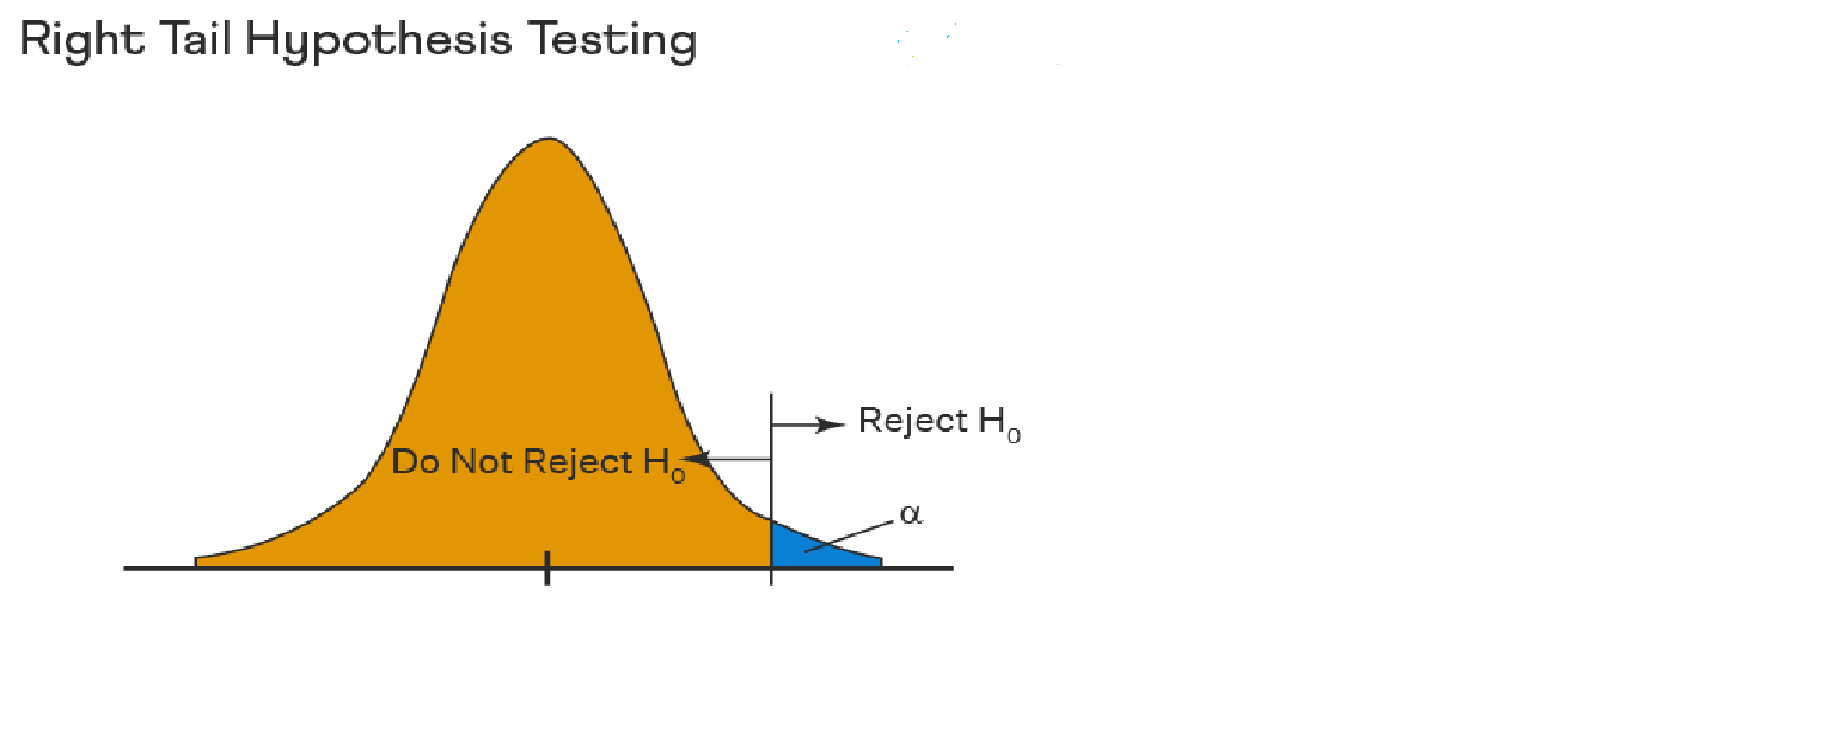 Right Tail Hypothesis Testing
Reject H₀
Do Not Reject H₀
α